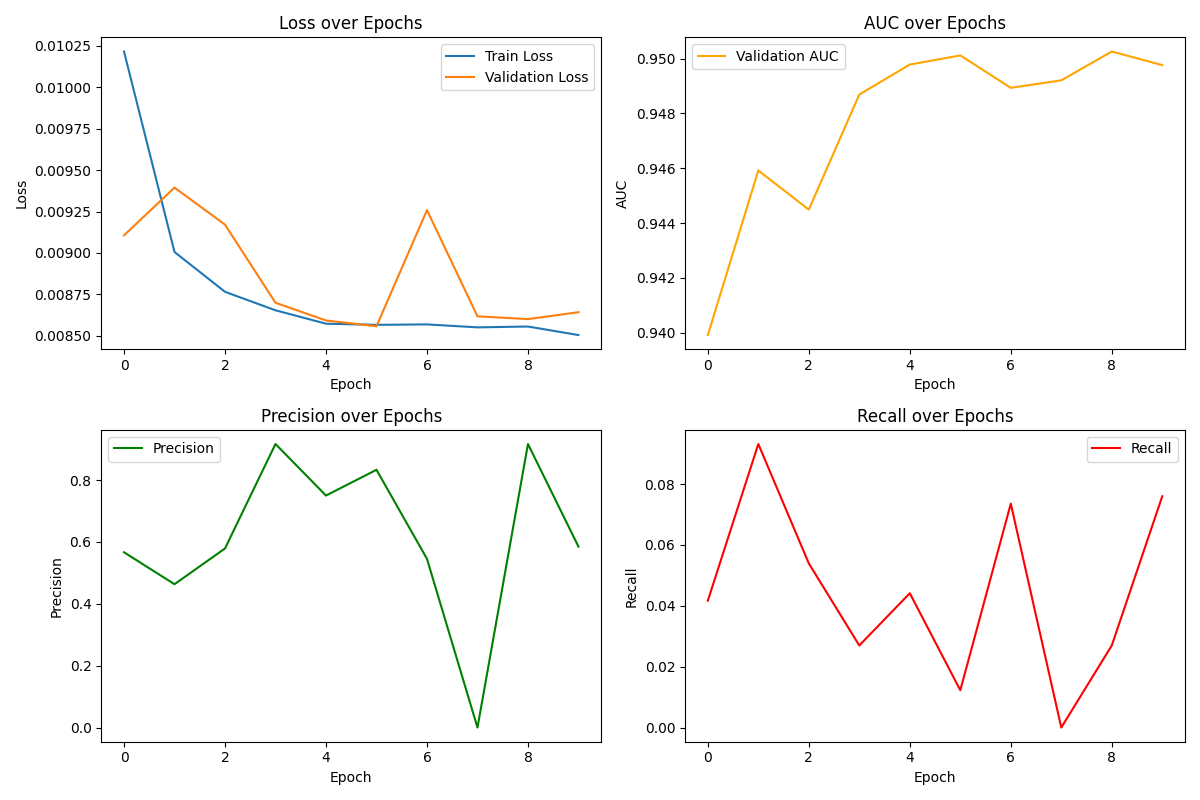 Loss over Epochs
0.01025
0.01000
0.00975
0.00950
0.00925
0.00900
0.00875
0.00850
Loss
Train Loss
Validation Loss
0 2 4 6 8
Epoch
AUC over Epochs
0.950
0.948
0.946
0.944
0.942
0.940
AUC
Validation AUC
0 2 4 6 8
Epoch
Precision over Epochs
0.8
0.6
0.4
0.2
0.0
Precision
Precision
0 2 4 6 8
Epoch
Recall over Epochs
0.08
0.06
0.04
0.02
0.00
Recall
Recall
0 2 4 6 8
Epoch